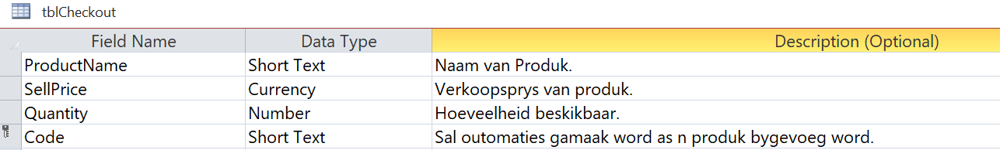 tblCheckout
Field Name Data Type Description (Optional)
ProductName Short Text Naam van Produk.
SellPrice Currency Verkoopsprys van produk.
Quantity Number Hoeveelheid beskikbaar.
Code Short Text Sal outomaties gamaak word as n produk bygevoeg word.